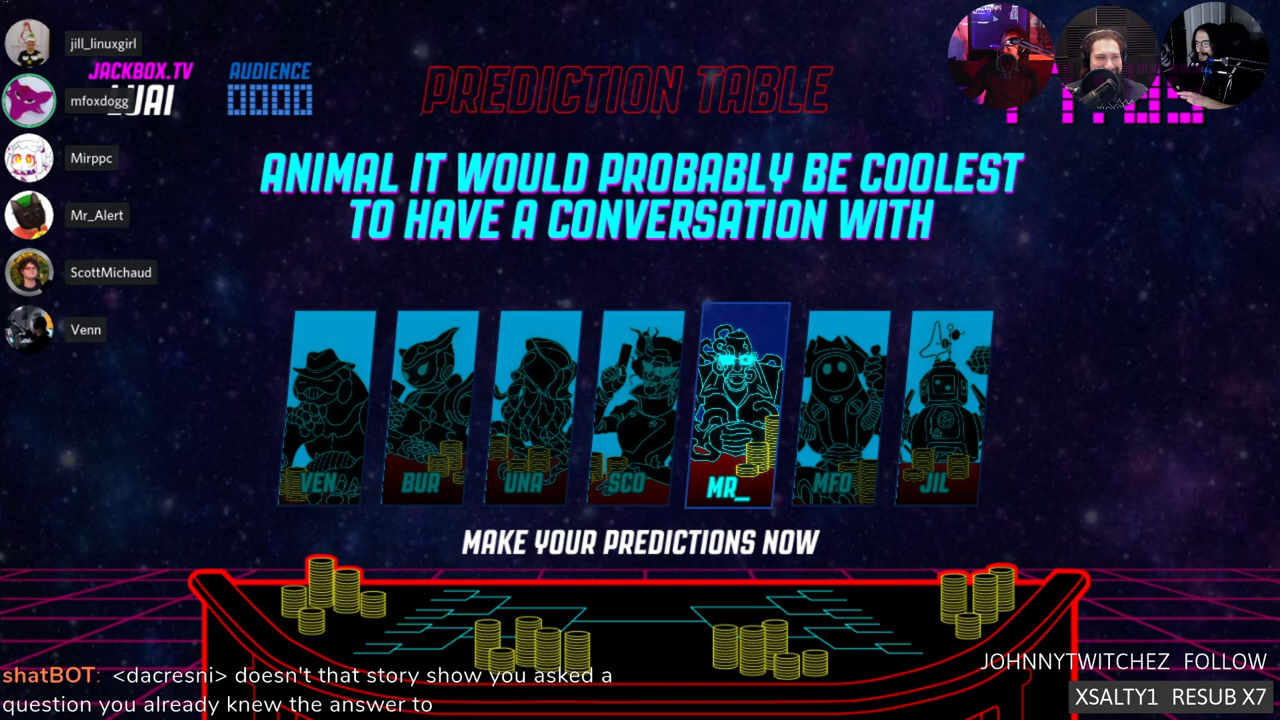 jill_linuxgirl
JACKBOX.TV
AUDIENCE
PREDICTION TABLE
mfoxdogg
Mirppc
Mr_Alert
ScottMichaud
Venn
ANIMAL IT WOULD PROBABLY BE COOLEST
TO HAVE A CONVERSATION WITH
VEN
BUR
UNA
SCO
MR_
MFO
JIL
MAKE YOUR PREDICTIONS NOW
shatBOT: <dacresni> doesn't that story show you asked a
question you already knew the answer to
JOHNNYTWITCHEZ FOLLOW
XSALTY1 RESUB X7